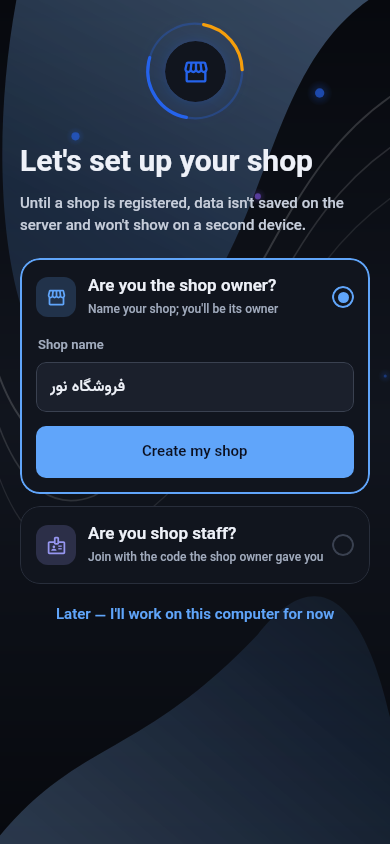 Let's set up your shop
Until a shop is registered, data isn't saved on the
server and won't show on a second device.
Are you the shop owner?
Name your shop; you'll be its owner
Shop name
فروشگاه نور
Create my shop
Are you shop staff?
Join with the code the shop owner gave you
Later — I'll work on this computer for now